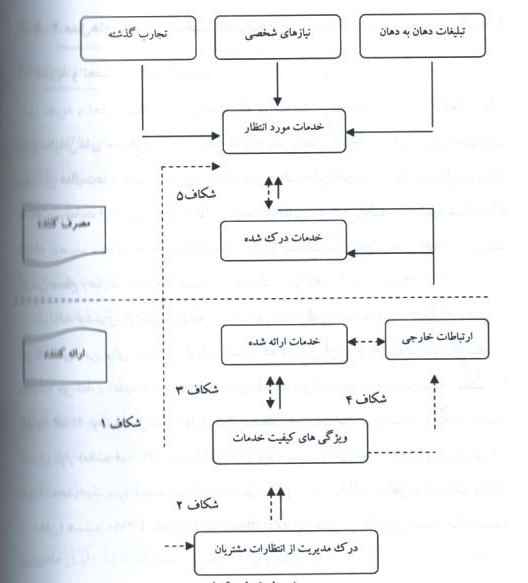 تبلیغات دهان به دهان
نیازهای شخصی
تجارب گذشته
خدمات مورد انتظار
شکاف ۵
مصرف کننده
خدمات درک شده
ارتباطات خارجی
خدمات ارائه شده
ارائه کننده
شکاف ۴
شکاف ۳
شکاف ۱
ویژگی های کیفیت خدمات
شکاف ۲
درک مدیریت از انتظارات مشتریان